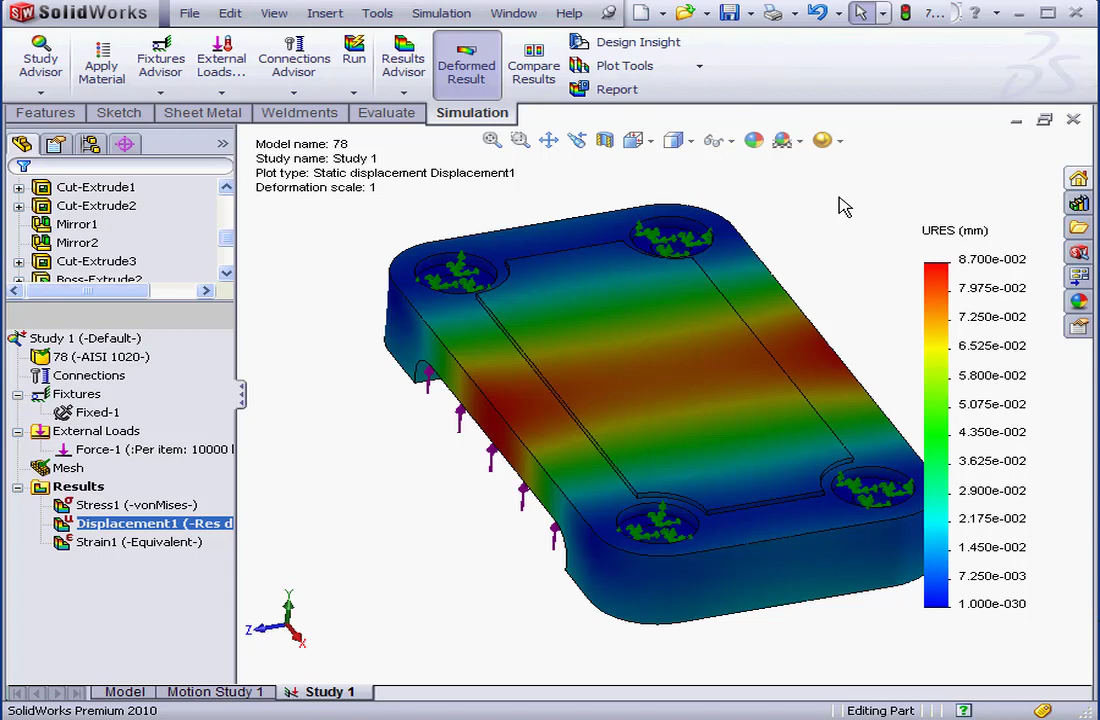 SW SolidWorks
File Edit View Insert Tools Simulation Window Help
7...
Study Advisor
Apply Material
Fixtures Advisor
External Loads...
Connections Advisor
Run
Results Advisor
Deformed Result
Compare Results
Design Insight
Plot Tools
Report
Features Sketch Sheet Metal Weldments Evaluate Simulation
Cut-Extrude1
Cut-Extrude2
Mirror1
Mirror2
Cut-Extrude3
Boss-Extrude2
Study 1 (-Default-)
78 (-AISI 1020-)
Connections
Fixtures
Fixed-1
External Loads
Force-1 (:Per item: 10000
Mesh
Results
Stress1 (-vonMises-)
Displacement1 (-Res d
Strain1 (-Equivalent-)
Model name: 78
Study name: Study 1
Plot type: Static displacement Displacement1
Deformation scale: 1
URES (mm)
8.700e-002
7.975e-002
7.250e-002
6.525e-002
5.800e-002
5.075e-002
4.350e-002
3.625e-002
2.900e-002
2.175e-002
1.450e-002
7.250e-003
1.000e-030
Y
Z
X
Model Motion Study 1 Study 1
SolidWorks Premium 2010
Editing Part